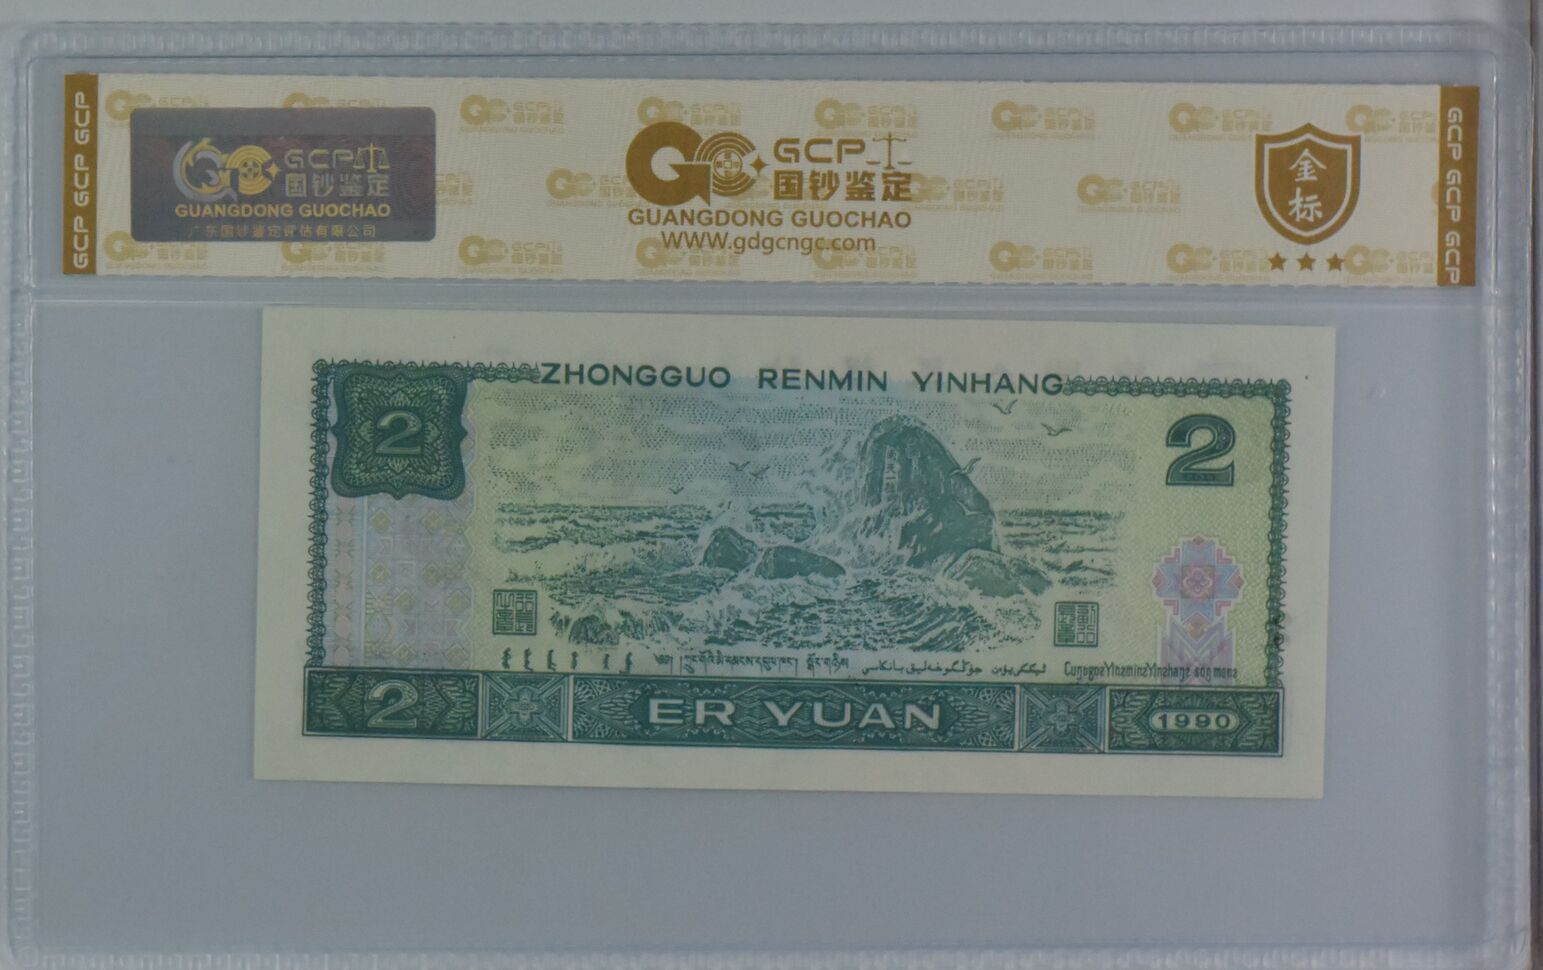 GCP GCP GCP
GCP
国钞鉴定
GUANGDONG GUOCHAO
广东国钞鉴定评估有限公司
GCP
国钞鉴定
GUANGDONG GUOCHAO
WWW.gdgcngc.com
金标
GCP GCP GCP
ZHONGGUO RENMIN YINHANG
2
2
2
ER YUAN
1990